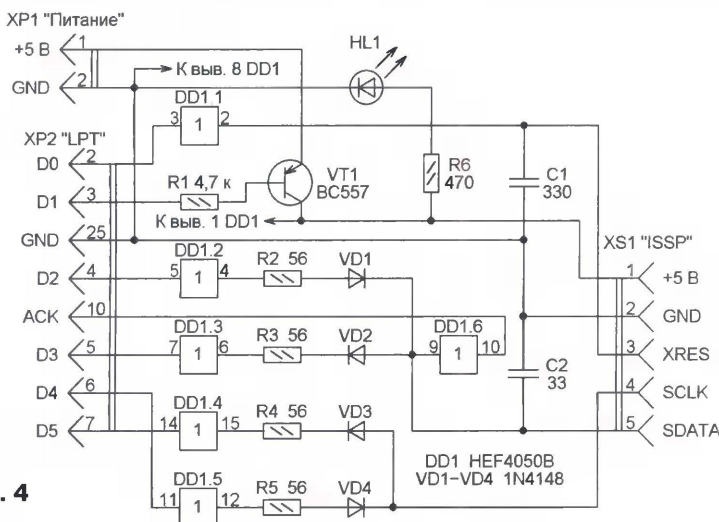 XP1 "Питание"
+5 В 1
К выв. 8 DD1
HL1
GND 2
DD1.1
3 1 2
XP2 "LPT"
D0 2
R1 4,7 к
VT1
BC557
R6
470
C1
330
D1 3
К выв. 1 DD1
GND 25
XS1 "ISSP"
DD1.2
R2 56
VD1
D2 4
5 1 4
1 +5 В
ACK 10
2 GND
DD1.3
R3 56
VD2
DD1.6
D3 5
7 1 6
9 1 10
3 XRES
C2
33
D4 6
4 SCLK
DD1.4
R4 56
VD3
D5 7
14 1 15
5 SDATA
DD1 HEF4050B
VD1–VD4 1N4148
DD1.5
R5 56
VD4
. 4
11 1 12